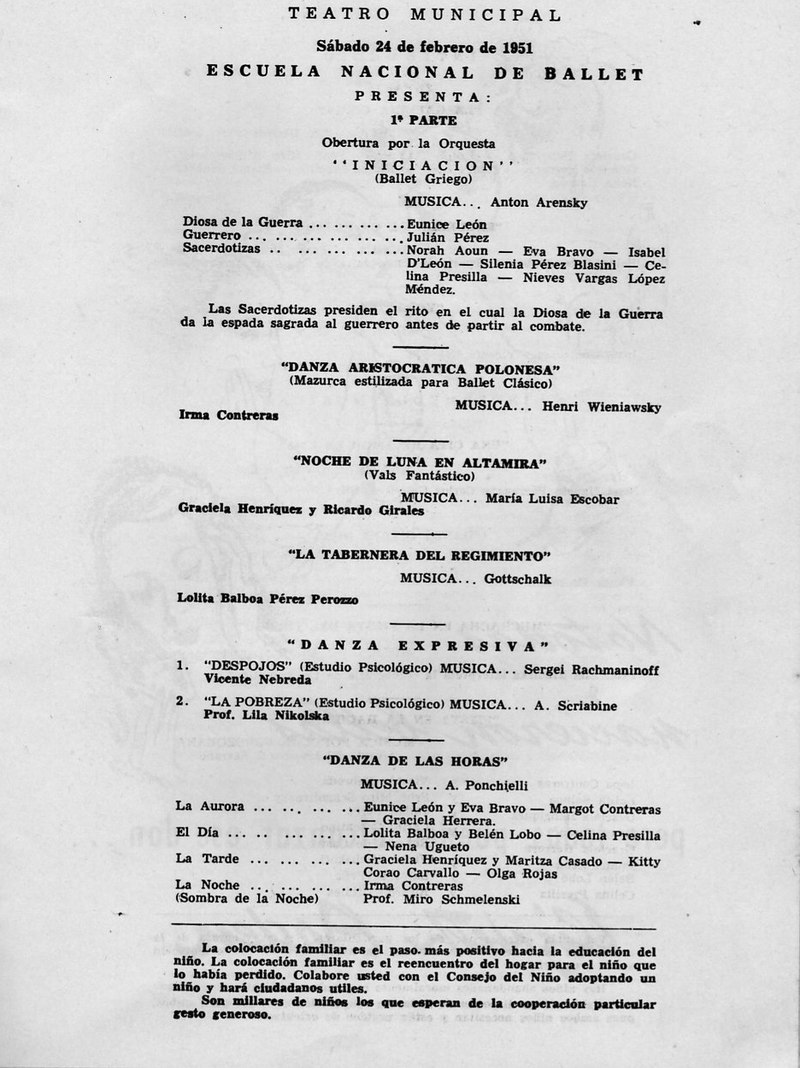 TEATRO MUNICIPAL
Sábado 24 de febrero de 1951
ESCUELA NACIONAL DE BALLET
PRESENTA:
1ª PARTE
Obertura por la Orquesta
"INICIACION"
(Ballet Griego)
MUSICA... Anton Arensky
Diosa de la Guerra ... ... ... ... Eunice León
Guerrero ... ... ... ... ... ... Julián Pérez
Sacerdotizas .. ... ... ... ... Norah Aoun — Eva Bravo — Isabel
D'León — Silenia Pérez Blasini — Ce-
lina Presilla — Nieves Vargas López
Méndez.
Las Sacerdotizas presiden el rito en el cual la Diosa de la Guerra
da la espada sagrada al guerrero antes de partir al combate.
"DANZA ARISTOCRATICA POLONESA"
(Mazurca estilizada para Ballet Clásico)
MUSICA... Henri Wieniawsky
Irma Contreras
"NOCHE DE LUNA EN ALTAMIRA"
(Vals Fantástico)
MUSICA... María Luisa Escobar
Graciela Henríquez y Ricardo Girales
"LA TABERNERA DEL REGIMIENTO"
MUSICA... Gottschalk
Lolita Balboa Pérez Perozzo
"DANZA EXPRESIVA"
1. "DESPOJOS" (Estudio Psicológico) MUSICA... Sergei Rachmaninoff
Vicente Nebreda
2. "LA POBREZA" (Estudio Psicológico) MUSICA... A. Scriabine
Prof. Lila Nikolska
"DANZA DE LAS HORAS"
MUSICA... A. Ponchielli
La Aurora ... ... ... ... Eunice León y Eva Bravo — Margot Contreras
— Graciela Herrera.
El Día ... .. ... ... ... Lolita Balboa y Belén Lobo — Celina Presilla
— Nena Ugueto
La Tarde ... ... ... ... Graciela Henríquez y Maritza Casado — Kitty
Corao Carvallo — Olga Rojas
La Noche ... ... ... ... Irma Contreras
(Sombra de la Noche) Prof. Miro Schmelenski
La colocación familiar es el paso más positivo hacia la educación del
niño. La colocación familiar es el reencuentro del hogar para el niño que
lo había perdido. Colabore usted con el Consejo del Niño adoptando un
niño y hará ciudadanos utiles.
Son millares de niños los que esperan de la cooperación particular
gesto generoso.